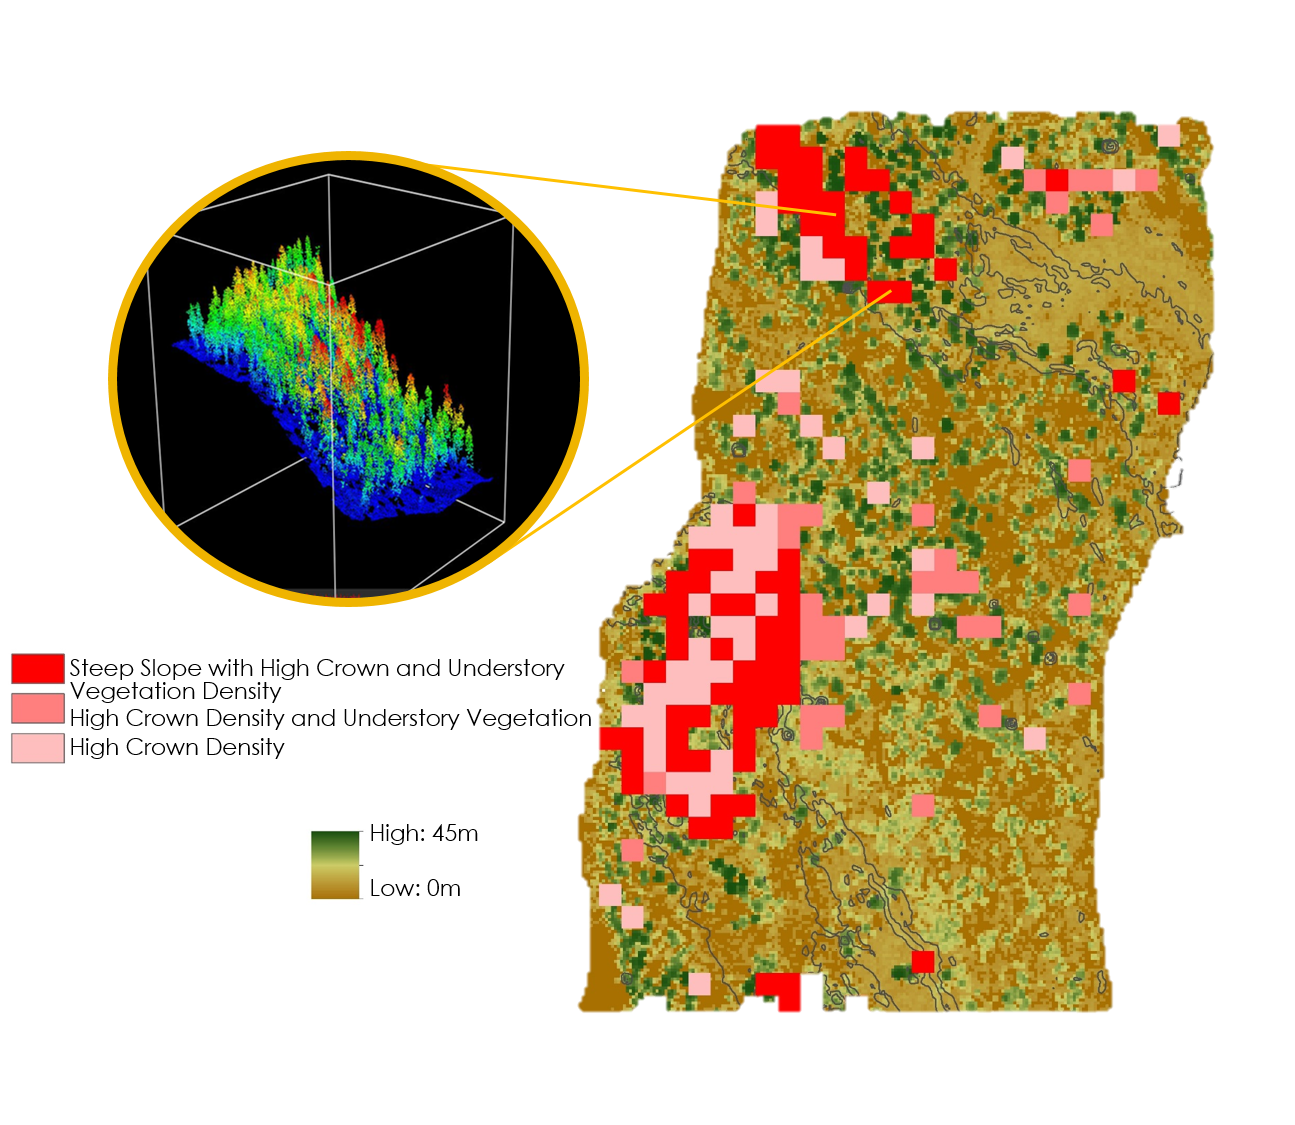 Steep Slope with High Crown and Understory
Vegetation Density
High Crown Density and Understory Vegetation
High Crown Density
High: 45m
Low: 0m